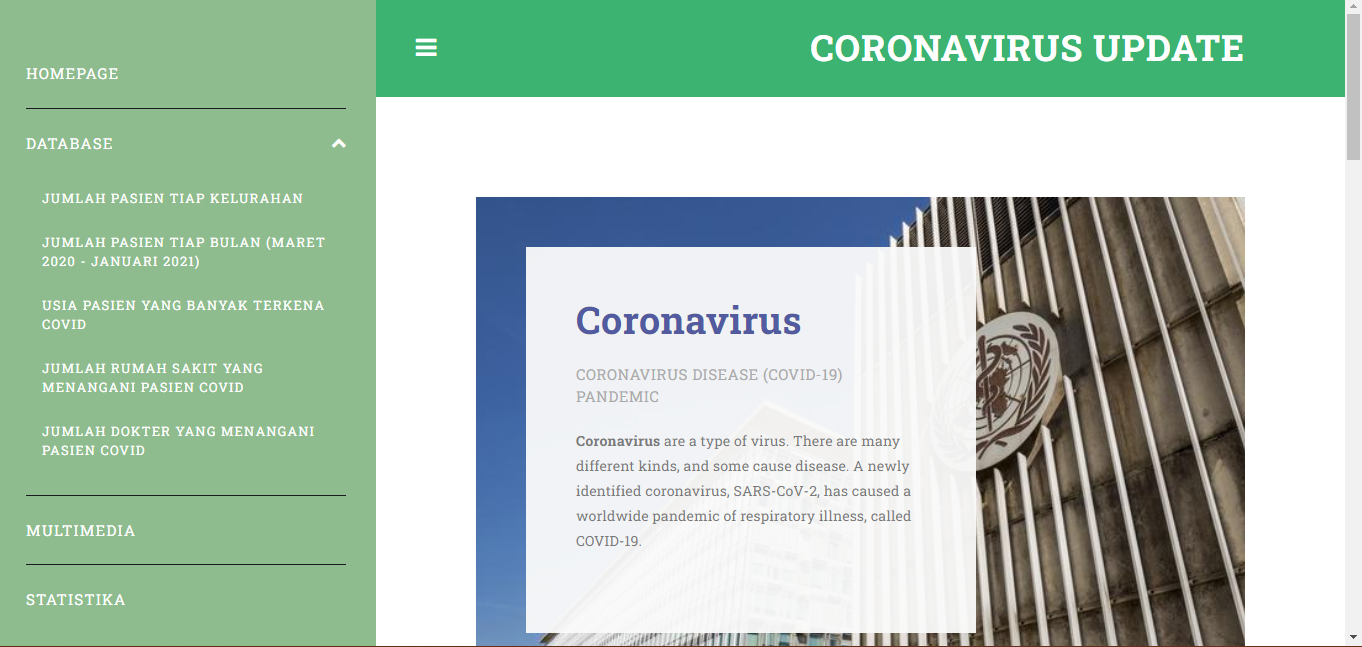 HOMEPAGE
DATABASE
JUMLAH PASIEN TIAP KELURAHAN
JUMLAH PASIEN TIAP BULAN (MARET
2020 - JANUARI 2021)
USIA PASIEN YANG BANYAK TERKENA
COVID
JUMLAH RUMAH SAKIT YANG
MENANGANI PASIEN COVID
JUMLAH DOKTER YANG MENANGANI
PASIEN COVID
MULTIMEDIA
STATISTIKA
CORONAVIRUS UPDATE
Coronavirus
CORONAVIRUS DISEASE (COVID-19)
PANDEMIC
Coronavirus are a type of virus. There are many
different kinds, and some cause disease. A newly
identified coronavirus, SARS-CoV-2, has caused a
worldwide pandemic of respiratory illness, called
COVID-19.